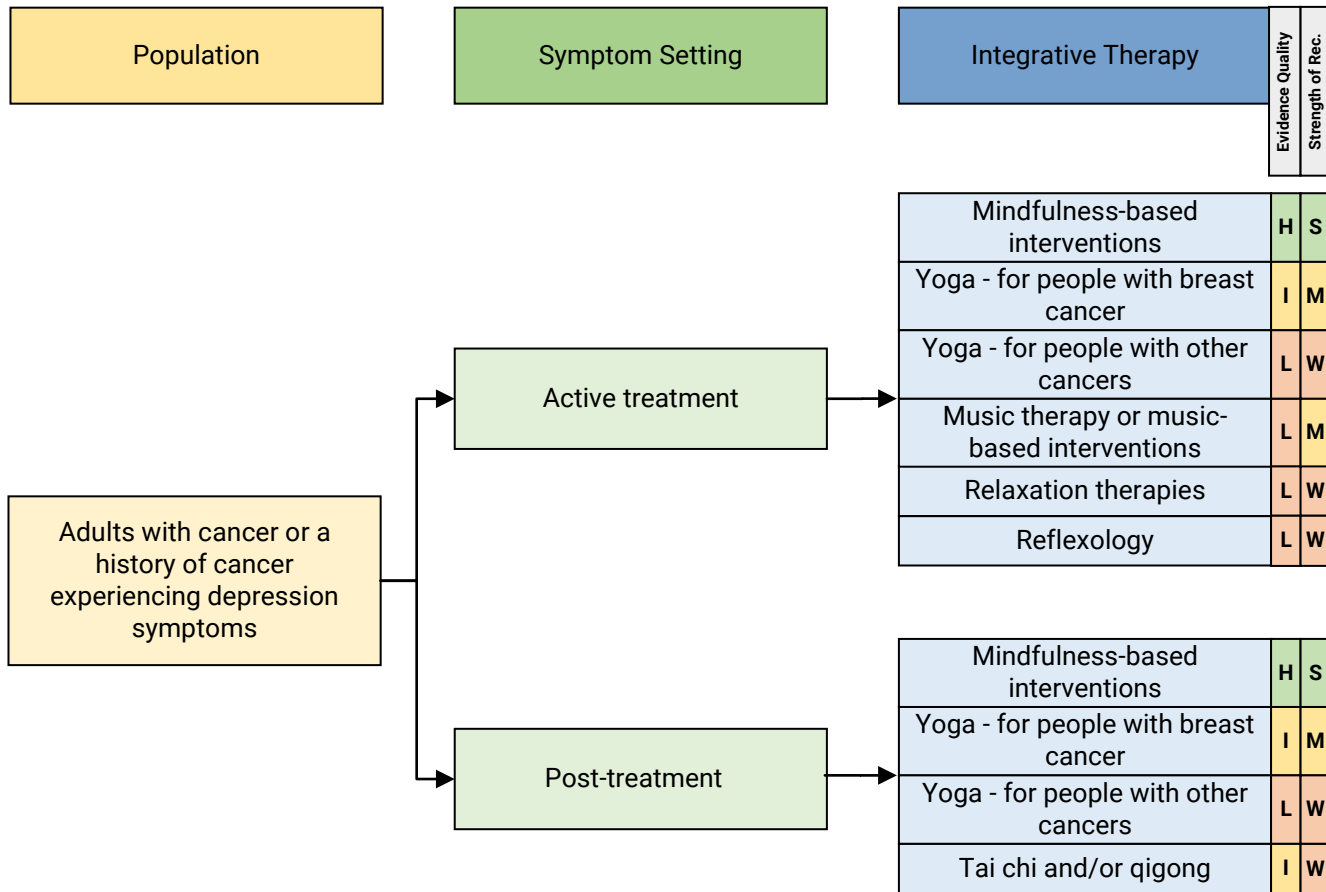 Population
Symptom Setting
Integrative Therapy
Evidence Quality
Strength of Rec.
Mindfulness-based
interventions
H S
Yoga - for people with breast
cancer
I M
Yoga - for people with other
cancers
L W
Active treatment
Music therapy or music-
based interventions
L M
Relaxation therapies
L W
Reflexology
L W
Adults with cancer or a
history of cancer
experiencing depression
symptoms
Mindfulness-based
interventions
H S
Yoga - for people with breast
cancer
I M
Post-treatment
Yoga - for people with other
cancers
L W
Tai chi and/or qigong
I W